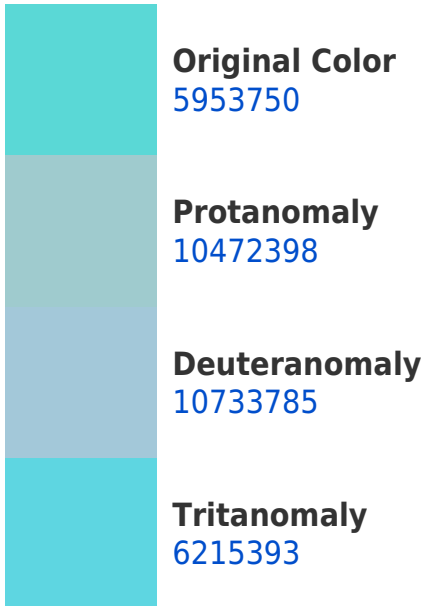 Original Color
5953750
Protanomaly
10472398
Deuteranomaly
10733785
Tritanomaly
6215393